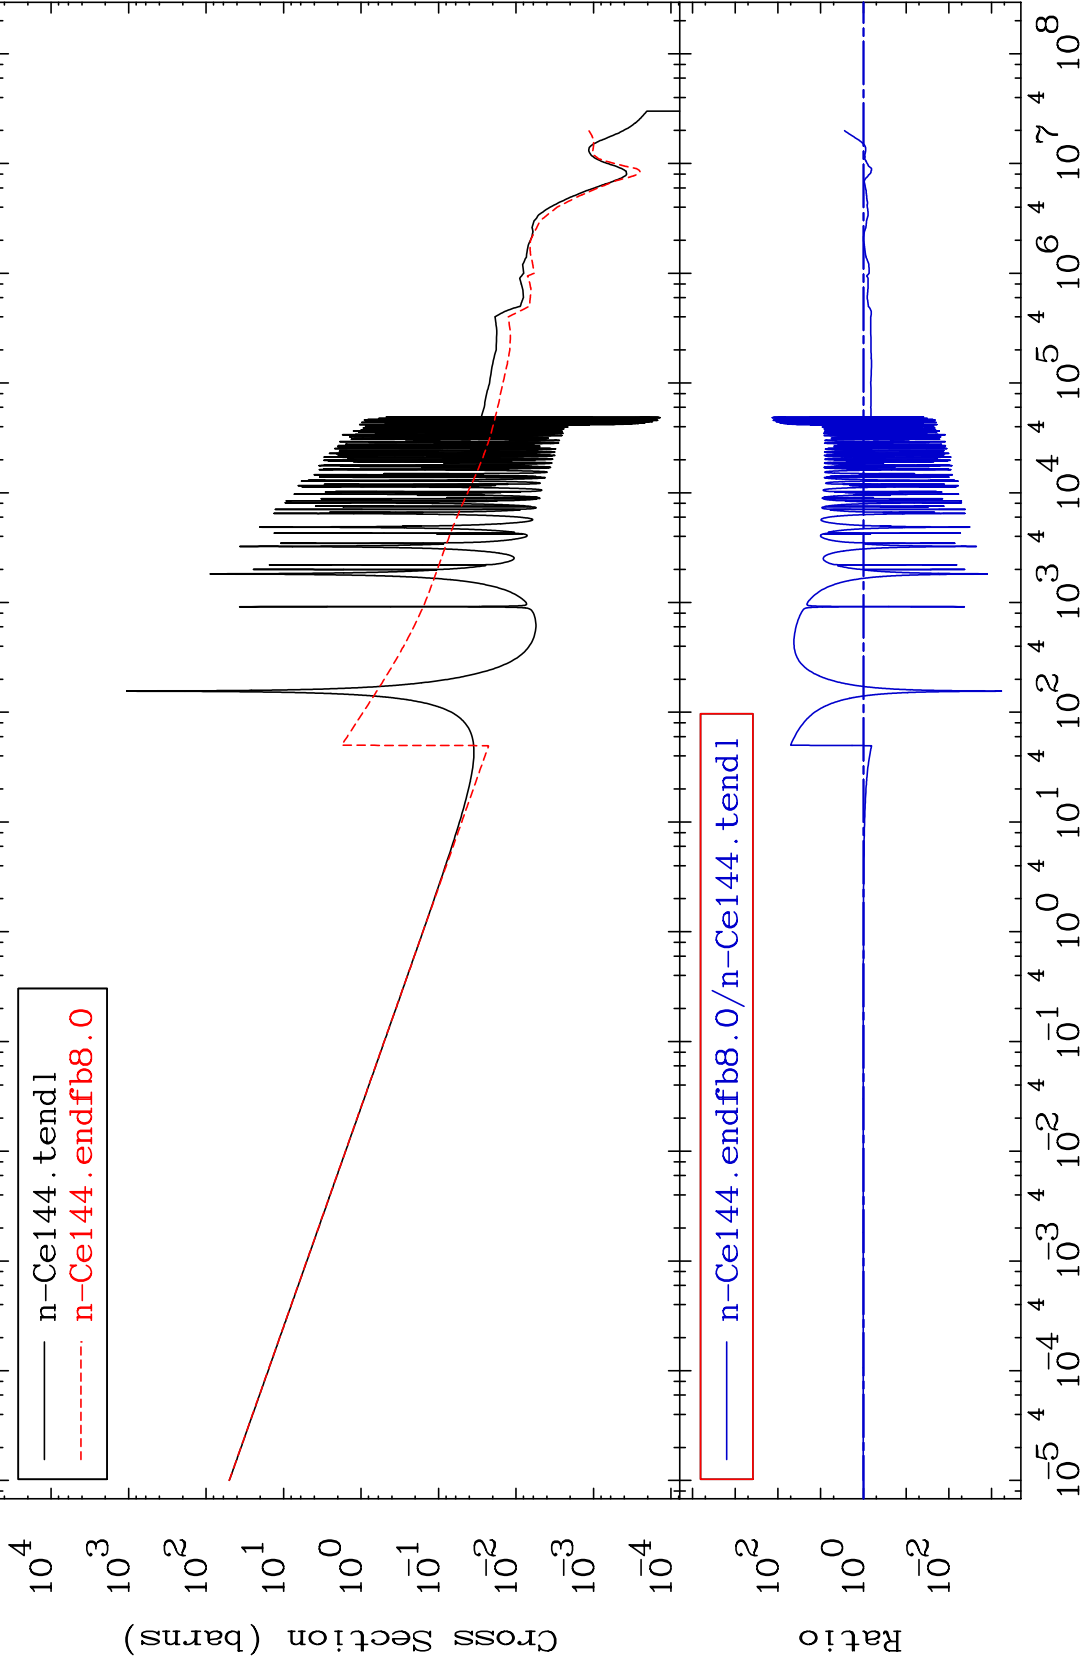 n-Ce144.tendl
n-Ce144.endfb8.0
10^4
10^3
10^2
10^1
10^0
10^-1
10^-2
10^-3
10^-4
Cross Section (barns)
n-Ce144.endfb8.0/n-Ce144.tendl
10^2
10^0
10^-2
Ratio
10^-5 4 10^-4 4 10^-3 4 10^-2 4 10^-1 4 10^0 4 10^1 4 10^2 4 10^3 4 10^4 4 10^5 4 10^6 4 10^7 4 10^8